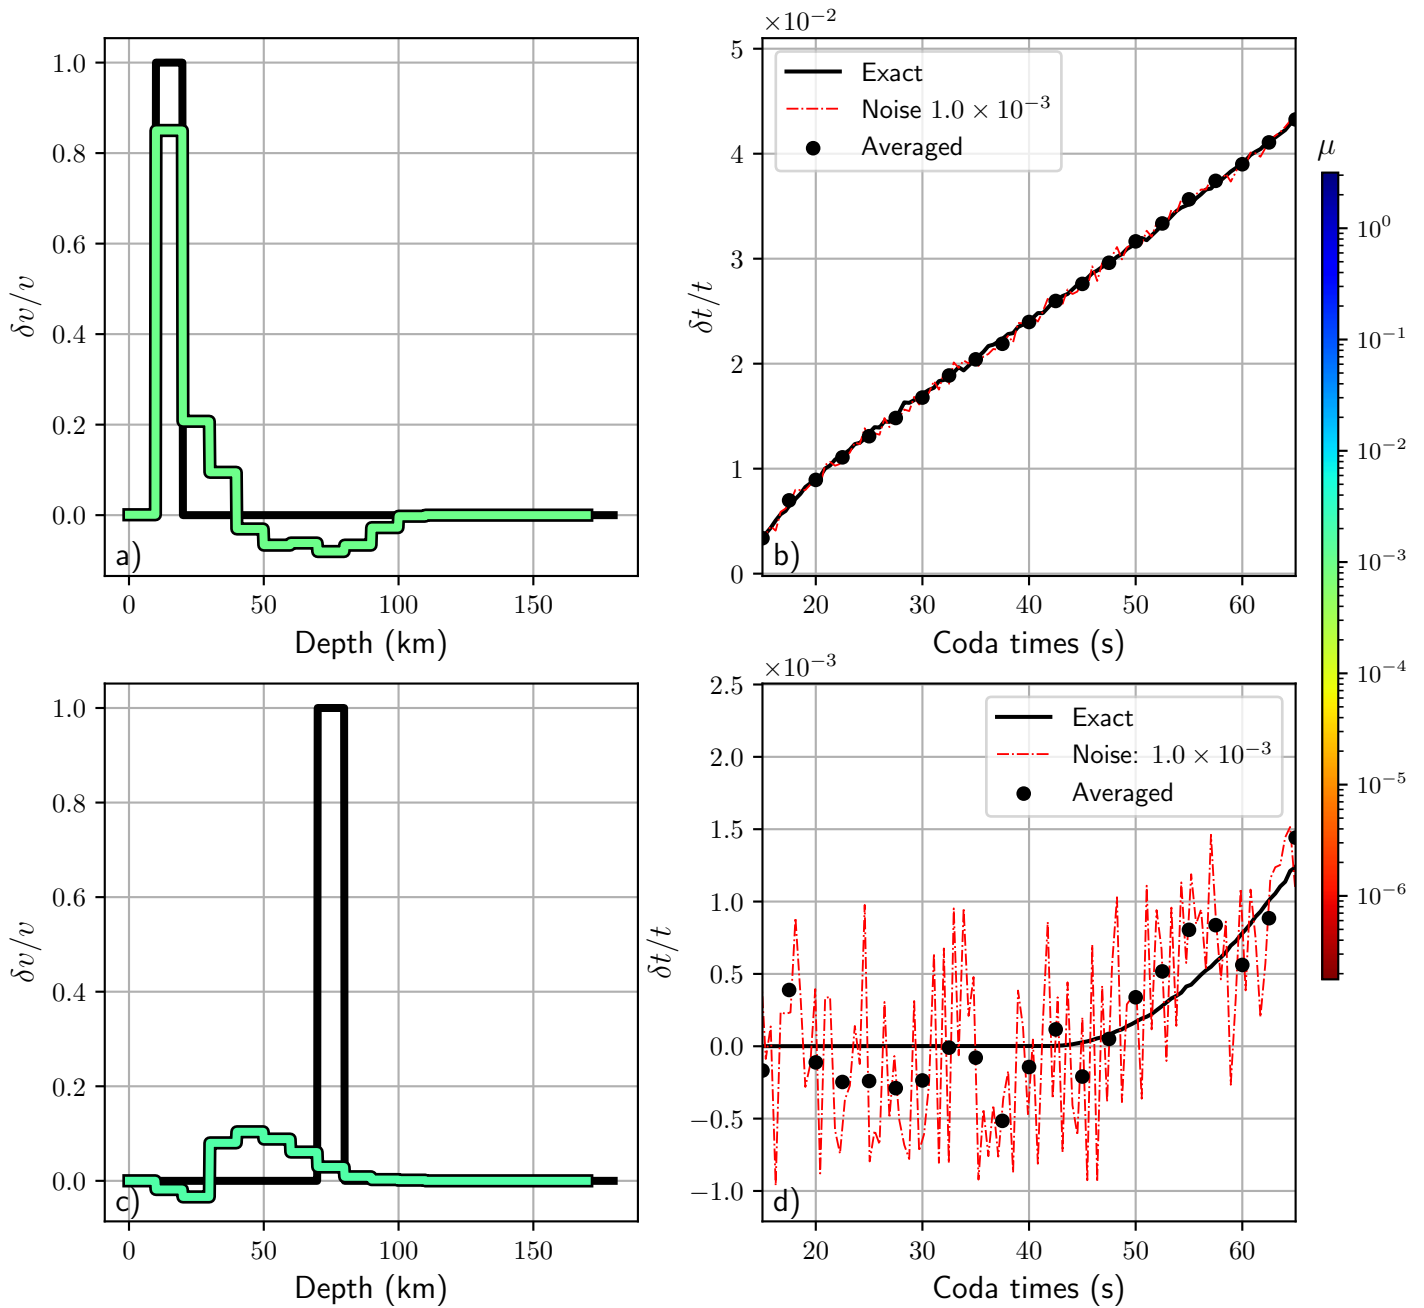 1.0
0.8
0.6
0.4
0.2
0.0
δv/v
a)
0 50 100 150
Depth (km)
×10⁻²
5
4
3
2
1
0
δt/t
Exact
Noise 1.0 × 10⁻³
Averaged
b)
20 30 40 50 60
Coda times (s)
μ
10⁰
10⁻¹
10⁻²
10⁻³
10⁻⁴
10⁻⁵
10⁻⁶
1.0
0.8
0.6
0.4
0.2
0.0
δv/v
c)
0 50 100 150
Depth (km)
×10⁻³
2.5
2.0
1.5
1.0
0.5
0.0
−0.5
−1.0
δt/t
Exact
Noise: 1.0 × 10⁻³
Averaged
d)
20 30 40 50 60
Coda times (s)